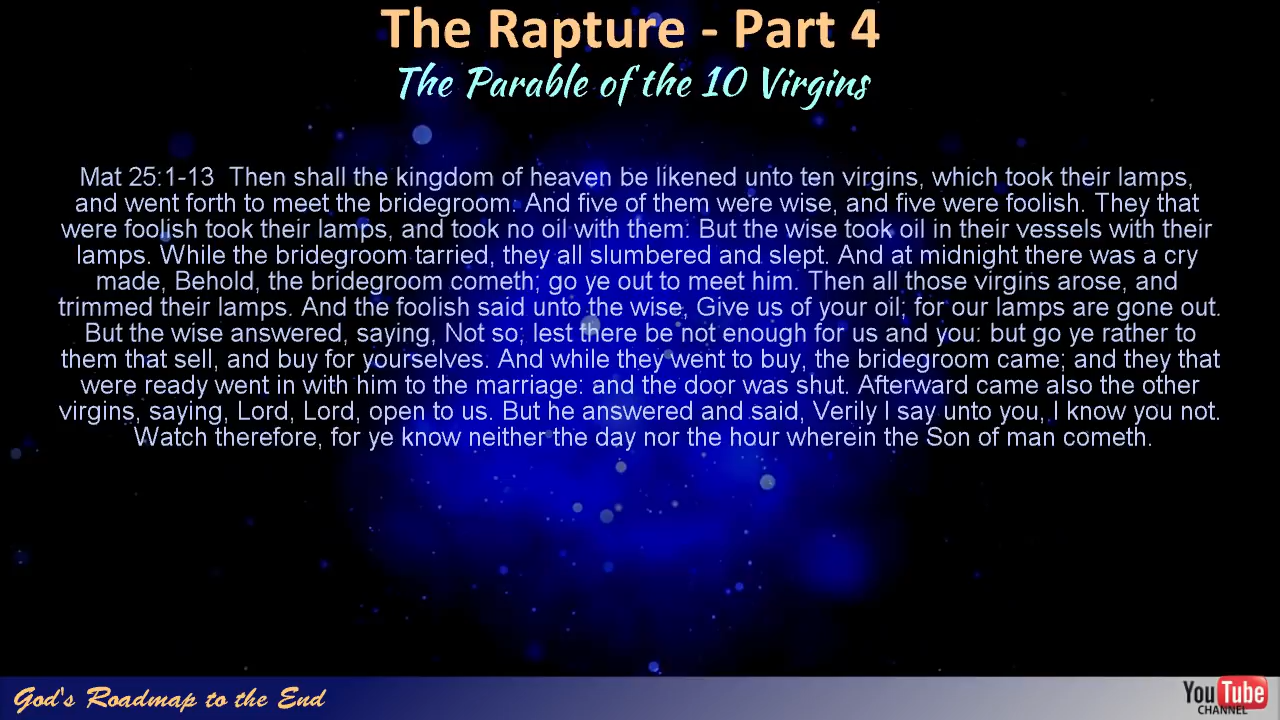 The Rapture - Part 4
The Parable of the 10 Virgins
Mat 25:1-13  Then shall the kingdom of heaven be likened unto ten virgins, which took their lamps,
and went forth to meet the bridegroom. And five of them were wise, and five were foolish. They that
were foolish took their lamps, and took no oil with them: But the wise took oil in their vessels with their
lamps. While the bridegroom tarried, they all slumbered and slept. And at midnight there was a cry
made, Behold, the bridegroom cometh; go ye out to meet him. Then all those virgins arose, and
trimmed their lamps. And the foolish said unto the wise, Give us of your oil; for our lamps are gone out.
But the wise answered, saying, Not so; lest there be not enough for us and you: but go ye rather to
them that sell, and buy for yourselves. And while they went to buy, the bridegroom came; and they that
were ready went in with him to the marriage: and the door was shut. Afterward came also the other
virgins, saying, Lord, Lord, open to us. But he answered and said, Verily I say unto you, I know you not.
Watch therefore, for ye know neither the day nor the hour wherein the Son of man cometh.
God's Roadmap to the End
YouTube
CHANNEL